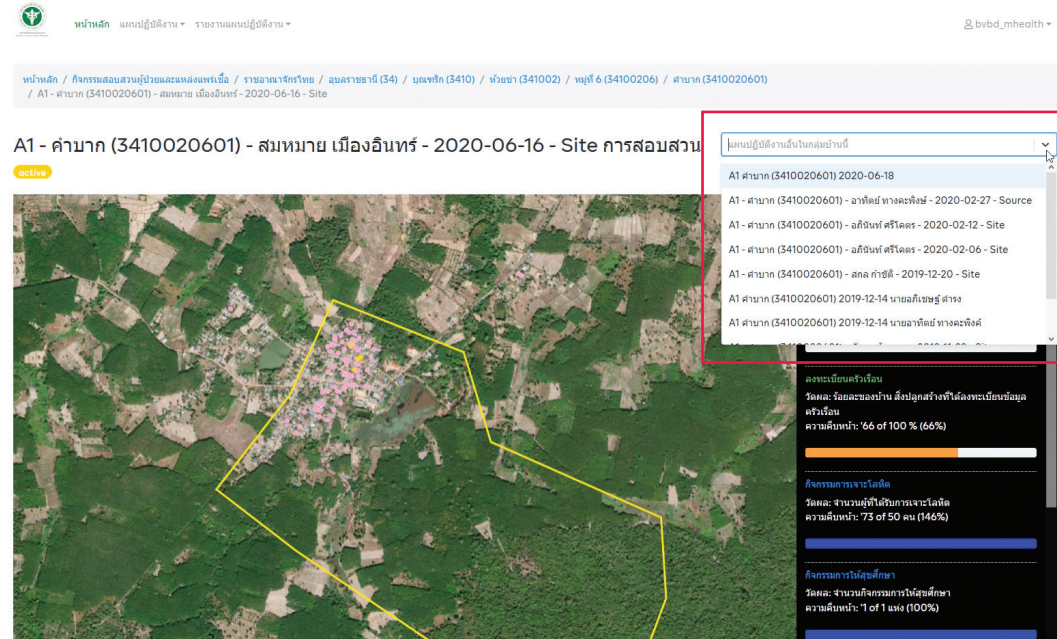 หน้าหลัก แผนปฏิบัติงาน รายงานแผนปฏิบัติงาน bvbd_mhealth
หน้าหลัก / กิจกรรมสอบสวนผู้ป่วยและแหล่งแพร่เชื้อ / ราชอาณาจักรไทย / อุบลราชธานี (34) / บุณฑริก (3410) / ห้วยข่า (341002) / หมู่ที่ 6 (34100206) / คำบาก (3410020601)
/ A1 - คำบาก (3410020601) - สมหมาย เมืองอินทร์ - 2020-06-16 - Site
A1 - คำบาก (3410020601) - สมหมาย เมืองอินทร์ - 2020-06-16 - Site การสอบสวน
active
แผนปฏิบัติงานอื่นในกลุ่มบ้านนี้
A1 คำบาก (3410020601) 2020-06-18
A1 - คำบาก (3410020601) - อาทิตย์ ทางคะพิงษ์ - 2020-02-27 - Source
A1 - คำบาก (3410020601) - อภินันท์ ศรีโคตร - 2020-02-12 - Site
A1 - คำบาก (3410020601) - อภินันท์ ศรีโคตร - 2020-02-06 - Site
A1 - คำบาก (3410020601) - สกล กำชัติ - 2019-12-20 - Site
A1 คำบาก (3410020601) 2019-12-14 นายอภิเชษฐ์ คำรง
A1 คำบาก (3410020601) 2019-12-14 นายอาทิตย์ ทางคะพิงค์
ลงทะเบียนครัวเรือน
วัดผล: ร้อยละของบ้าน สิ่งปลูกสร้างที่ได้ลงทะเบียนข้อมูล
ครัวเรือน
ความคืบหน้า: '66 of 100 % (66%)
กิจกรรมการเจาะโลหิต
วัดผล: จำนวนผู้ที่ได้รับการเจาะโลหิต
ความคืบหน้า: '73 of 50 คน (146%)
กิจกรรมการให้สุขศึกษา
วัดผล: จำนวนกิจกรรมการให้สุขศึกษา
ความคืบหน้า: '1 of 1 แห่ง (100%)